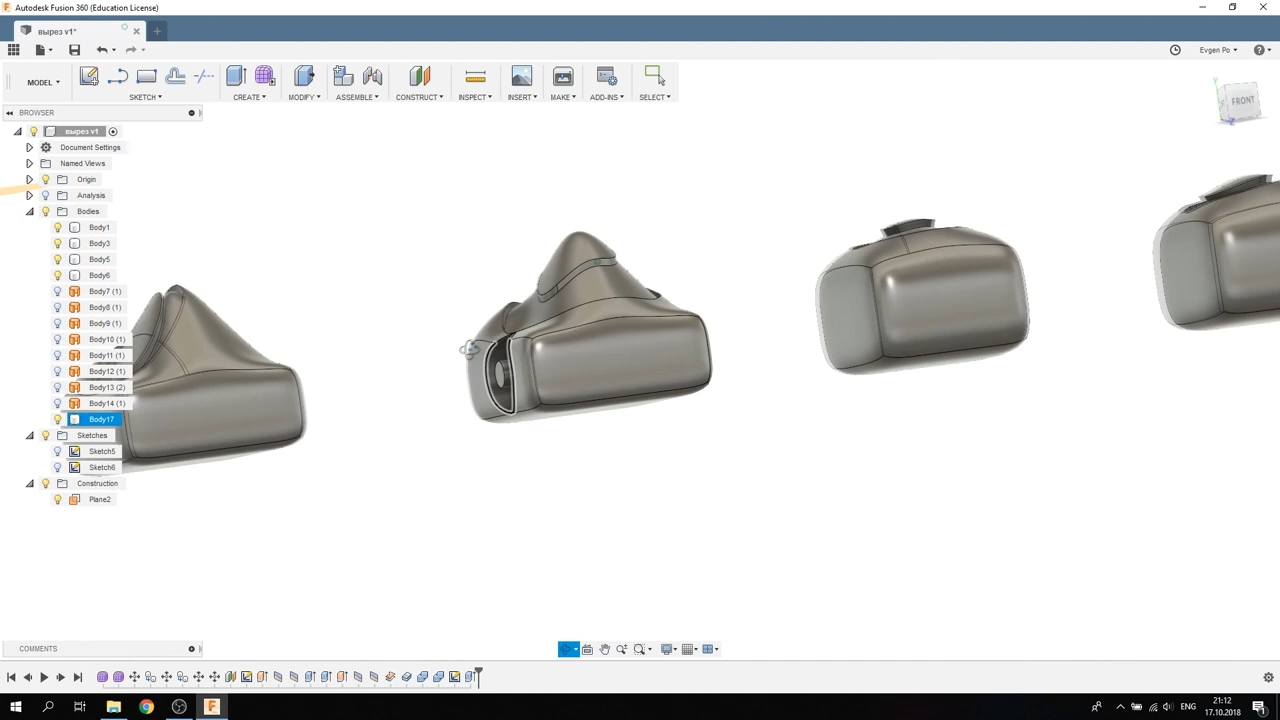 Autodesk Fusion 360 (Education License)
вырез v1*
Evgen Po
MODEL
SKETCH
CREATE
MODIFY
ASSEMBLE
CONSTRUCT
INSPECT
INSERT
MAKE
ADD-INS
SELECT
FRONT
BROWSER
вырез v1
Document Settings
Named Views
Origin
Analysis
Bodies
Body1
Body3
Body5
Body6
Body7 (1)
Body8 (1)
Body9 (1)
Body10 (1)
Body11 (1)
Body12 (1)
Body13 (2)
Body14 (1)
Body17
Sketches
Sketch5
Sketch6
Construction
Plane2
COMMENTS
ENG
21:12
17.10.2018